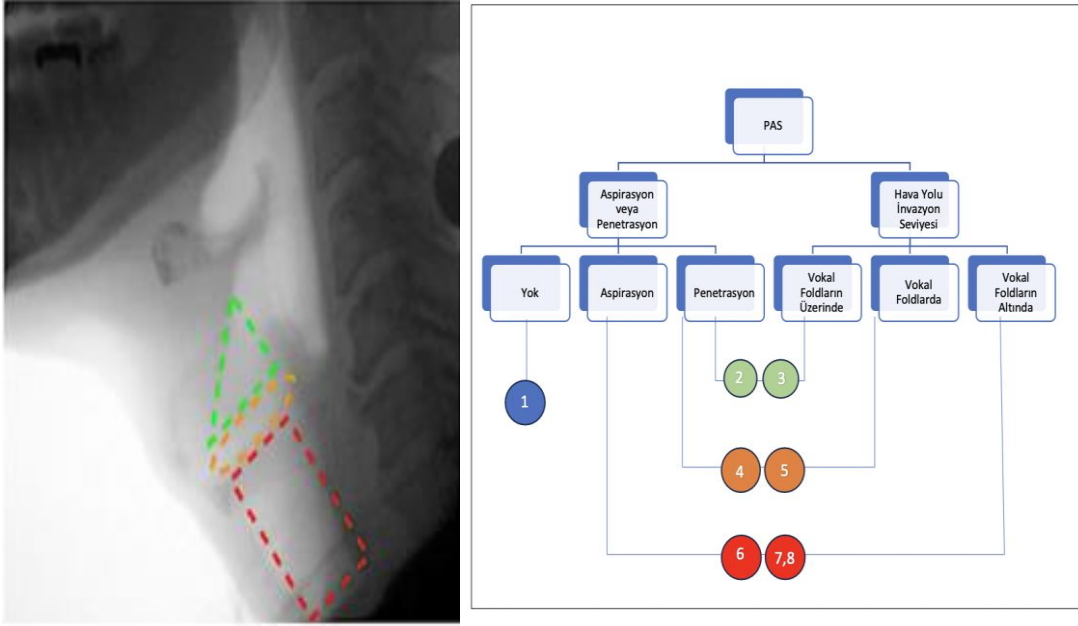 PAS
Aspirasyon
veya
Penetrasyon
Hava Yolu
İnvazyon
Seviyesi
Yok
Aspirasyon
Penetrasyon
Vokal
Foldların
Üzerinde
Vokal
Foldlarda
Vokal
Foldların
Altında
2
3
1
4
5
6
7,8